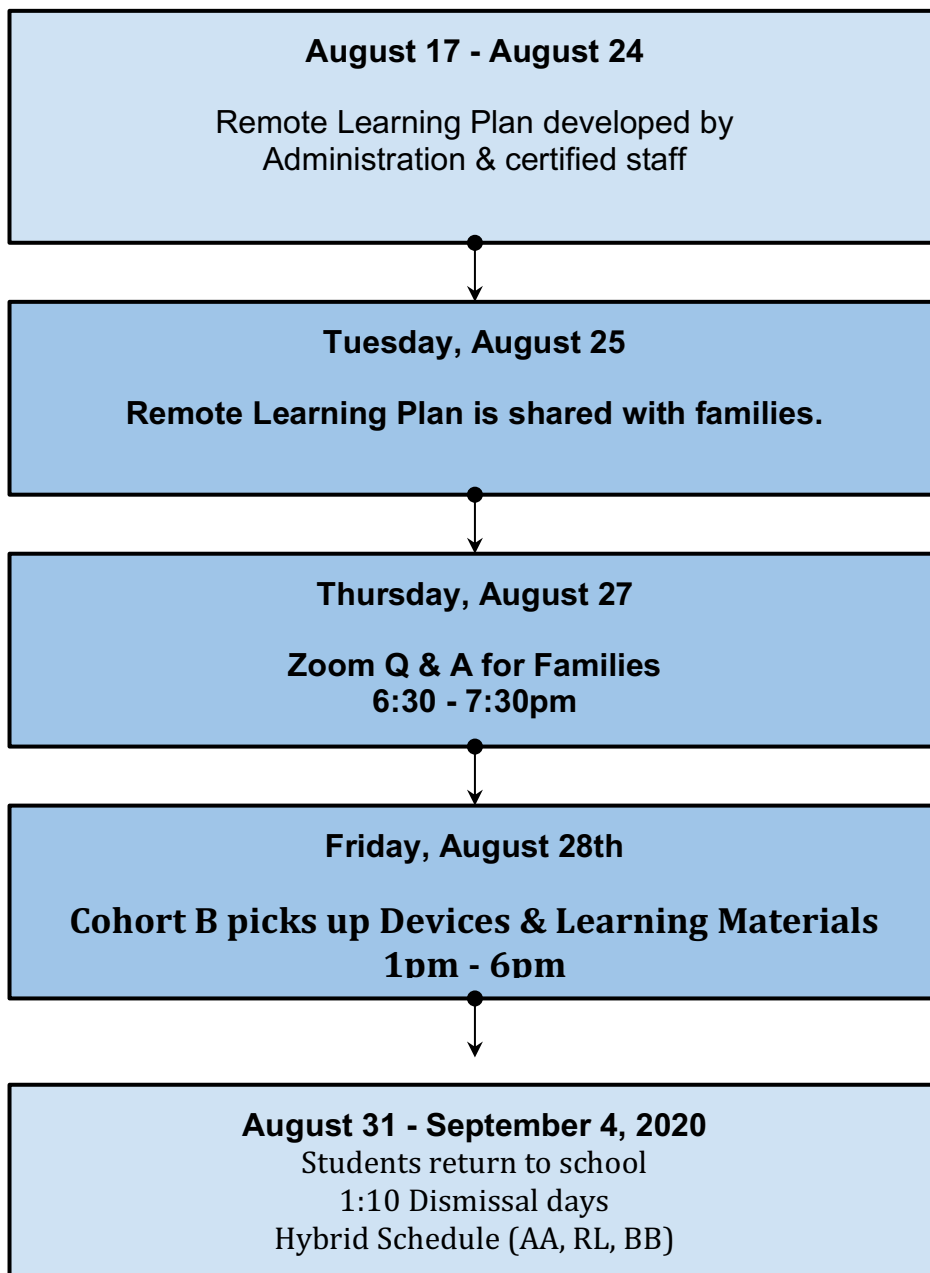 August 17 - August 24
Remote Learning Plan developed by
Administration & certified staff
Tuesday, August 25
Remote Learning Plan is shared with families.
Thursday, August 27
Zoom Q & A for Families
6:30 - 7:30pm
Friday, August 28th
Cohort B picks up Devices & Learning Materials
1pm - 6pm
August 31 - September 4, 2020
Students return to school
1:10 Dismissal days
Hybrid Schedule (AA, RL, BB)